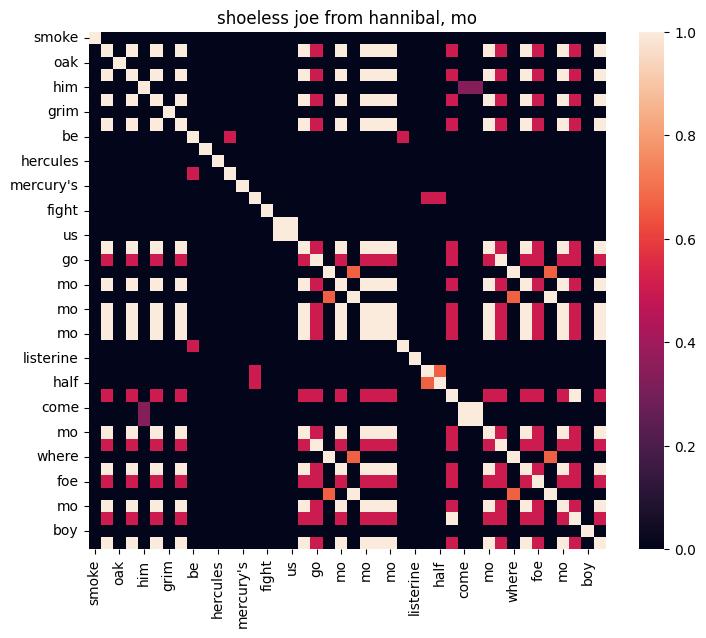 shoeless joe from hannibal, mo
smoke
oak
him
grim
be
hercules
mercury's
fight
us
go
mo
mo
mo
listerine
half
come
mo
where
foe
mo
boy
1.0
0.8
0.6
0.4
0.2
0.0
smoke
oak
him
grim
be
hercules
mercury's
fight
us
go
mo
mo
mo
listerine
half
come
mo
where
foe
mo
boy